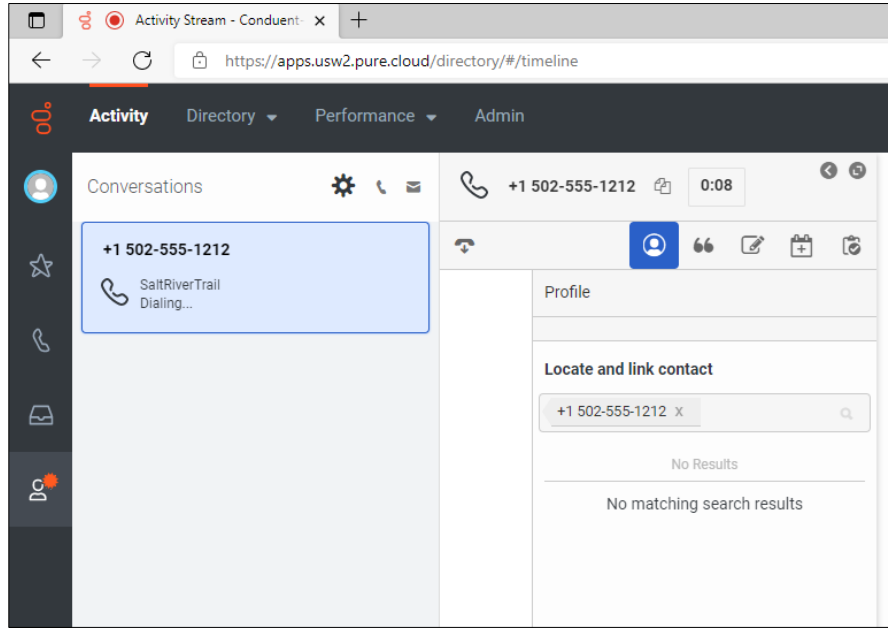 Activity Stream - Conduent-
https://apps.usw2.pure.cloud/directory/#/timeline
Activity Directory Performance Admin
Conversations
+1 502-555-1212
SaltRiverTrail
Dialing...
+1 502-555-1212 0:08
Profile
Locate and link contact
+1 502-555-1212 X
No Results
No matching search results